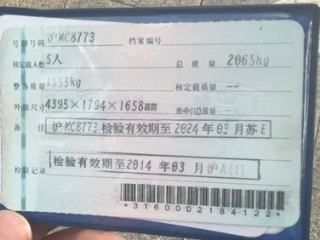 号牌号码 沪MC8773 档案编号
核定载人数 5人 总质量 2065kg
整备质量 1555kg 核定载质量 --
外廓尺寸 4395×1794×1658mm 准牵引总质量
备注 沪MC8773 检验有效期至2024年03月苏E
检验记录 检验有效期至2014年03月沪A(1)
*3160002184122*